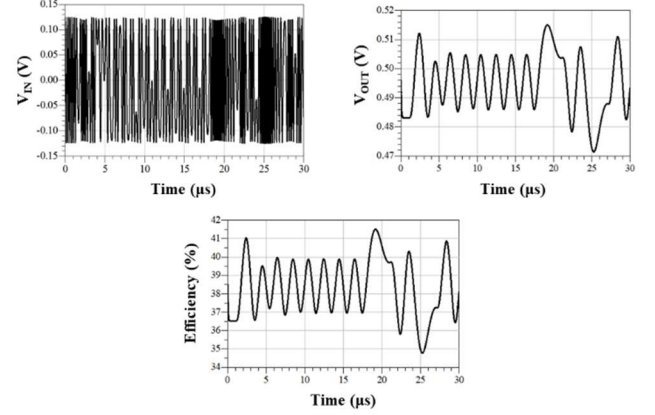 V_IN (V)
0.15
0.10
0.05
0.00
-0.05
-0.10
-0.15
0 5 10 15 20 25 30
Time (µs)
V_OUT (V)
0.52
0.51
0.50
0.49
0.48
0.47
0 5 10 15 20 25 30
Time (µs)
Efficiency (%)
42
41
40
39
38
37
36
35
34
0 5 10 15 20 25 30
Time (µs)